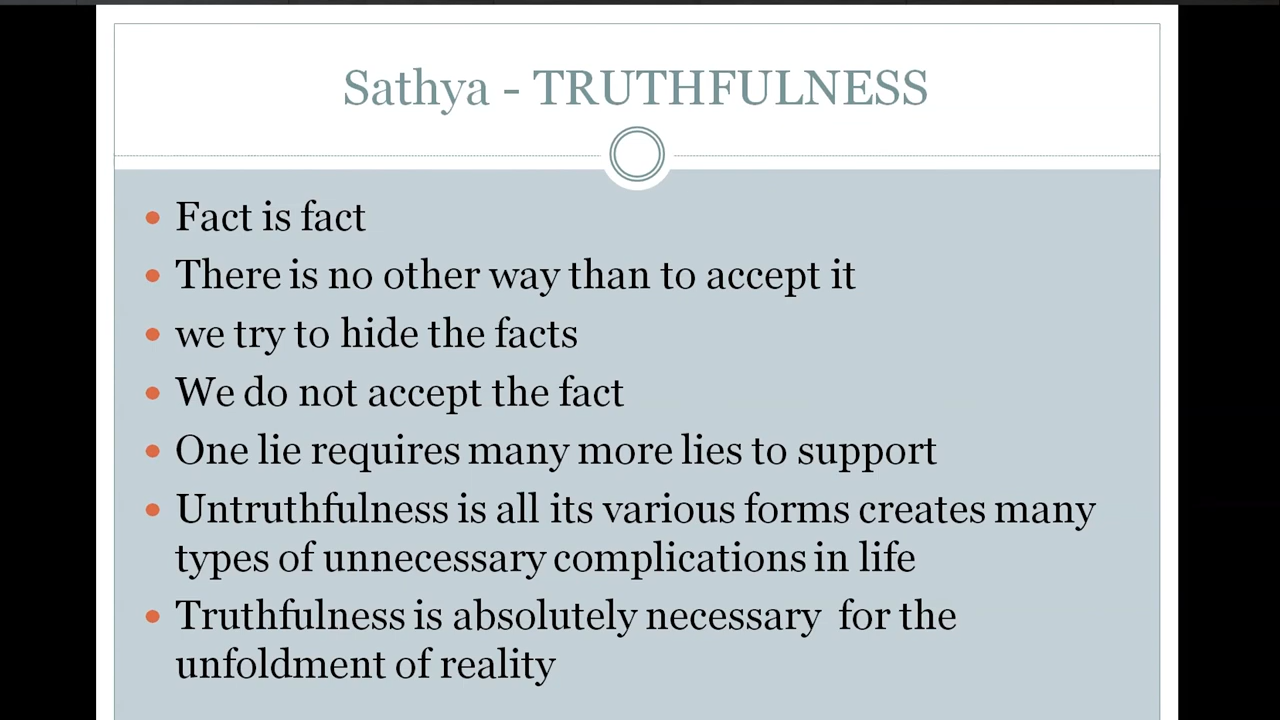 Sathya - TRUTHFULNESS
• Fact is fact
• There is no other way than to accept it
• we try to hide the facts
• We do not accept the fact
• One lie requires many more lies to support
• Untruthfulness is all its various forms creates many
types of unnecessary complications in life
• Truthfulness is absolutely necessary  for the
unfoldment of reality